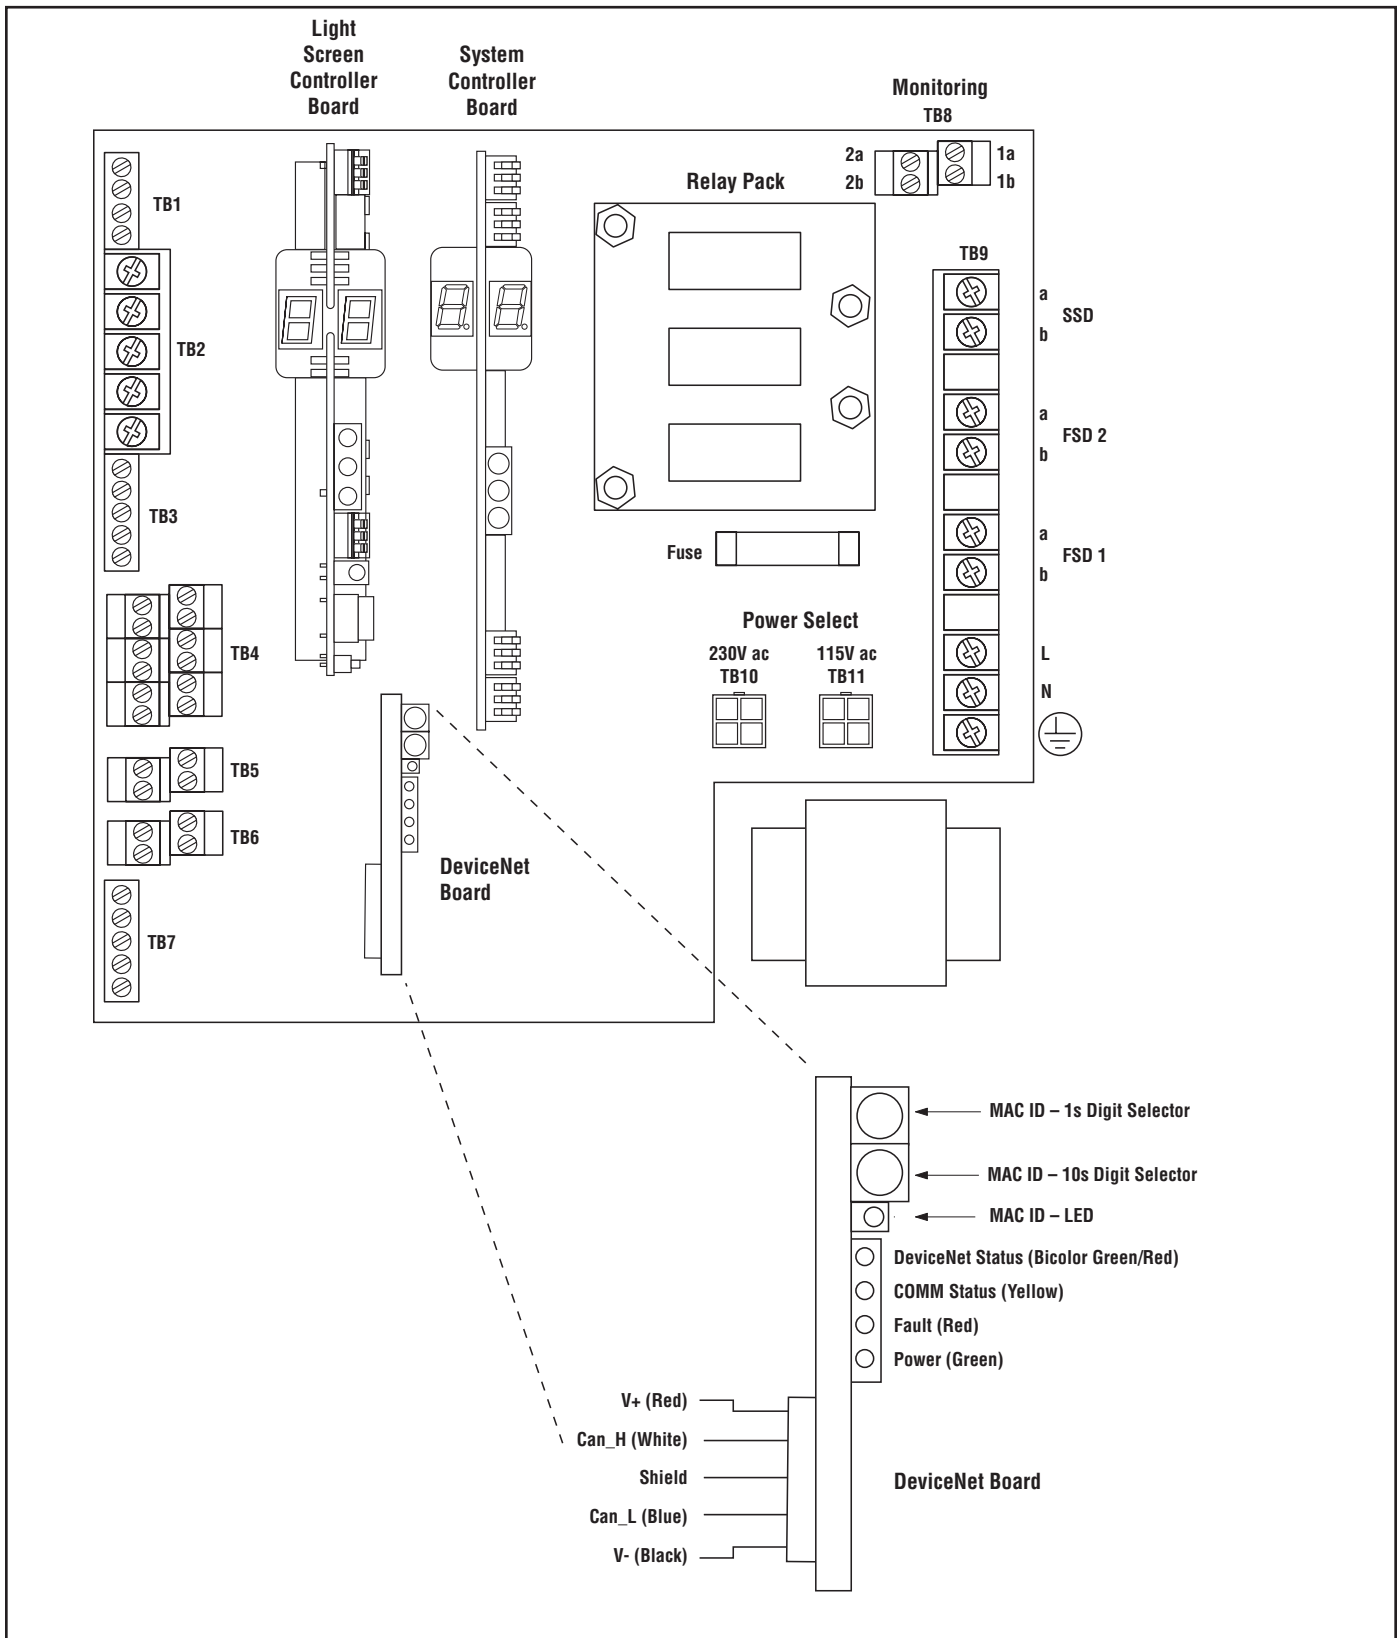 Light
Screen
Controller
Board
System
Controller
Board
Monitoring
TB8
2a
2b
1a
1b
Relay Pack
TB1
TB2
TB3
TB4
TB5
TB6
TB7
TB9
a
SSD
b
a
FSD 2
b
a
FSD 1
b
L
N
Fuse
Power Select
230V ac
TB10
115V ac
TB11
DeviceNet
Board
MAC ID – 1s Digit Selector
MAC ID – 10s Digit Selector
MAC ID – LED
DeviceNet Status (Bicolor Green/Red)
COMM Status (Yellow)
Fault (Red)
Power (Green)
V+ (Red)
Can_H (White)
Shield
Can_L (Blue)
V- (Black)
DeviceNet Board